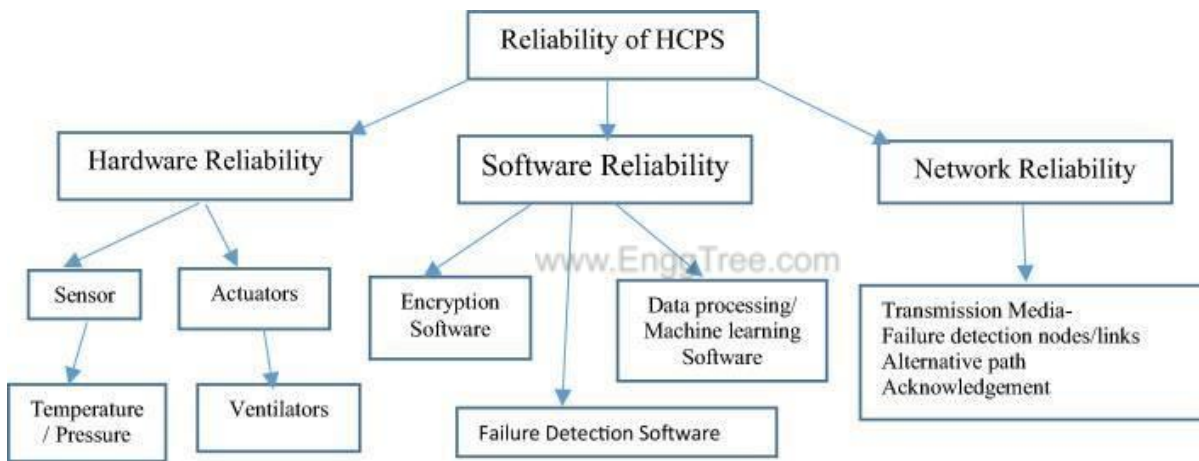 Reliability of HCPS
Hardware Reliability
Software Reliability
Network Reliability
www.EnggTree.com
Sensor
Actuators
Encryption
Software
Data processing/
Machine learning
Software
Transmission Media-
Failure detection nodes/links
Alternative path
Acknowledgement
Temperature
/ Pressure
Ventilators
Failure Detection Software